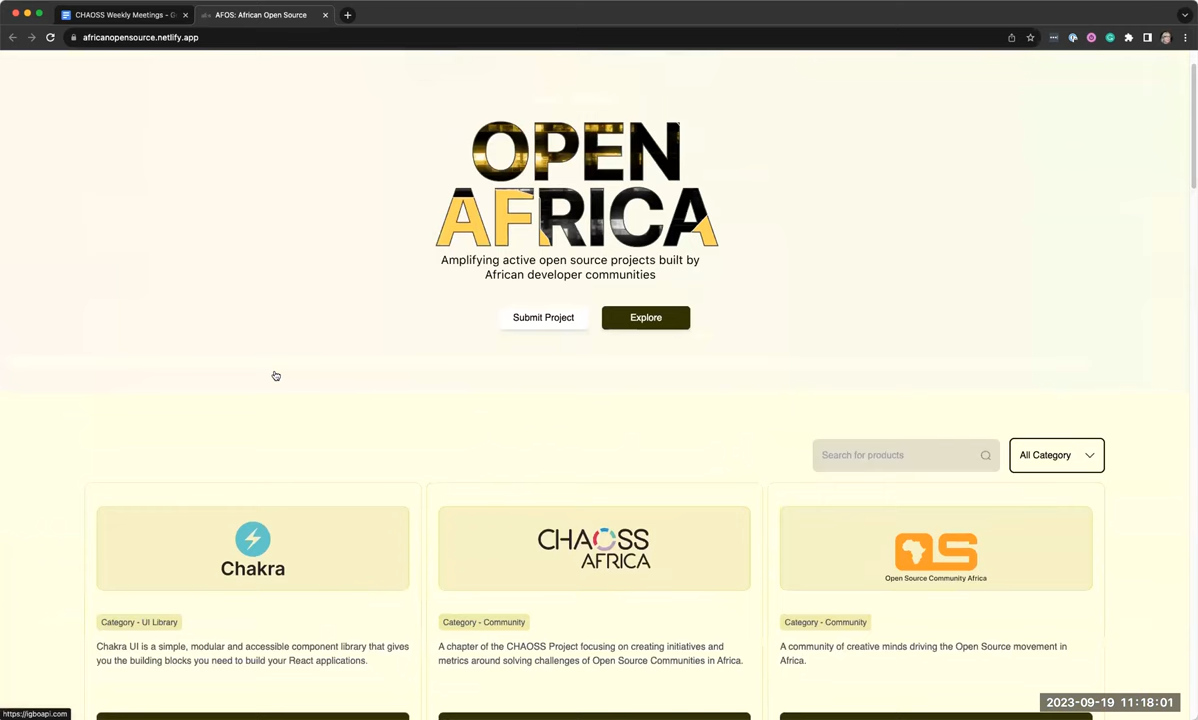 CHAOSS Weekly Meetings - G
AFOS: African Open Source
africanopensource.netlify.app
OPEN
AFRICA
Amplifying active open source projects built by
African developer communities
Submit Project
Explore
Search for products
All Category
Chakra
CHAOSS
AFRICA
OS
Open Source Community Africa
Category - UI Library
Category - Community
Category - Community
Chakra UI is a simple, modular and accessible component library that gives
you the building blocks you need to build your React applications.
A chapter of the CHAOSS Project focusing on creating initiatives and
metrics around solving challenges of Open Source Communities in Africa.
A community of creative minds driving the Open Source movement in
Africa.
https://igboapi.com
2023-09-19 11:18:01